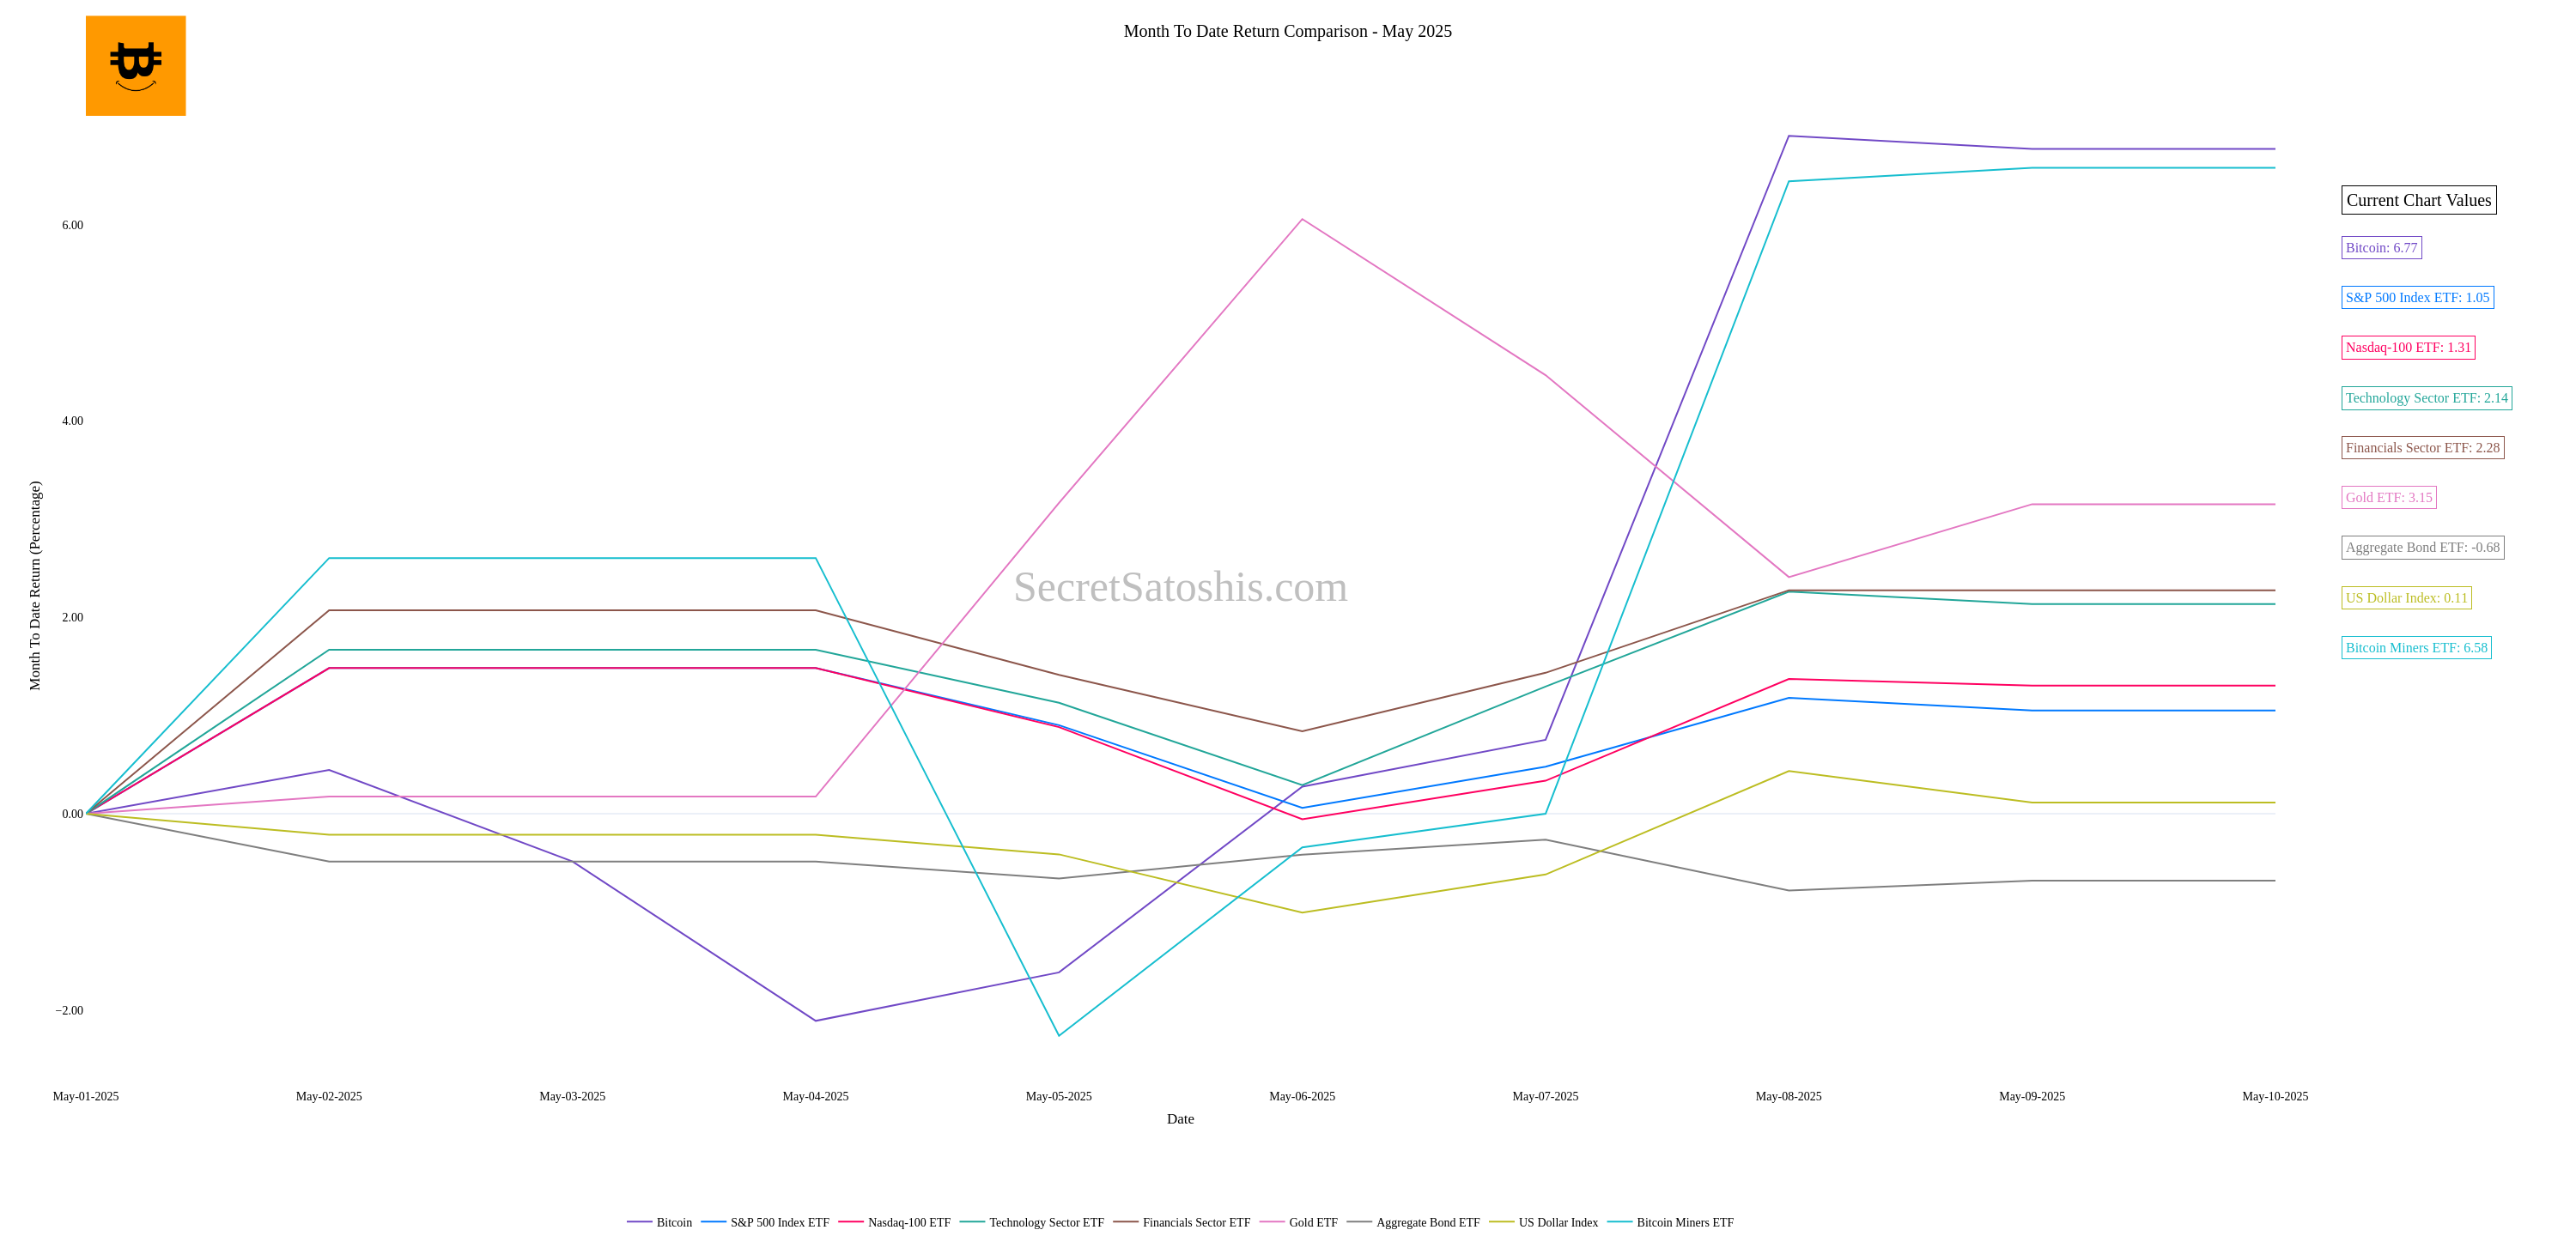 Month To Date Return Comparison - May 2025
Month To Date Return (Percentage)
6.00
4.00
2.00
0.00
−2.00
SecretSatoshis.com
Current Chart Values
Bitcoin: 6.77
S&P 500 Index ETF: 1.05
Nasdaq-100 ETF: 1.31
Technology Sector ETF: 2.14
Financials Sector ETF: 2.28
Gold ETF: 3.15
Aggregate Bond ETF: -0.68
US Dollar Index: 0.11
Bitcoin Miners ETF: 6.58
May-01-2025 May-02-2025 May-03-2025 May-04-2025 May-05-2025 May-06-2025 May-07-2025 May-08-2025 May-09-2025 May-10-2025
Date
Bitcoin S&P 500 Index ETF Nasdaq-100 ETF Technology Sector ETF Financials Sector ETF Gold ETF Aggregate Bond ETF US Dollar Index Bitcoin Miners ETF